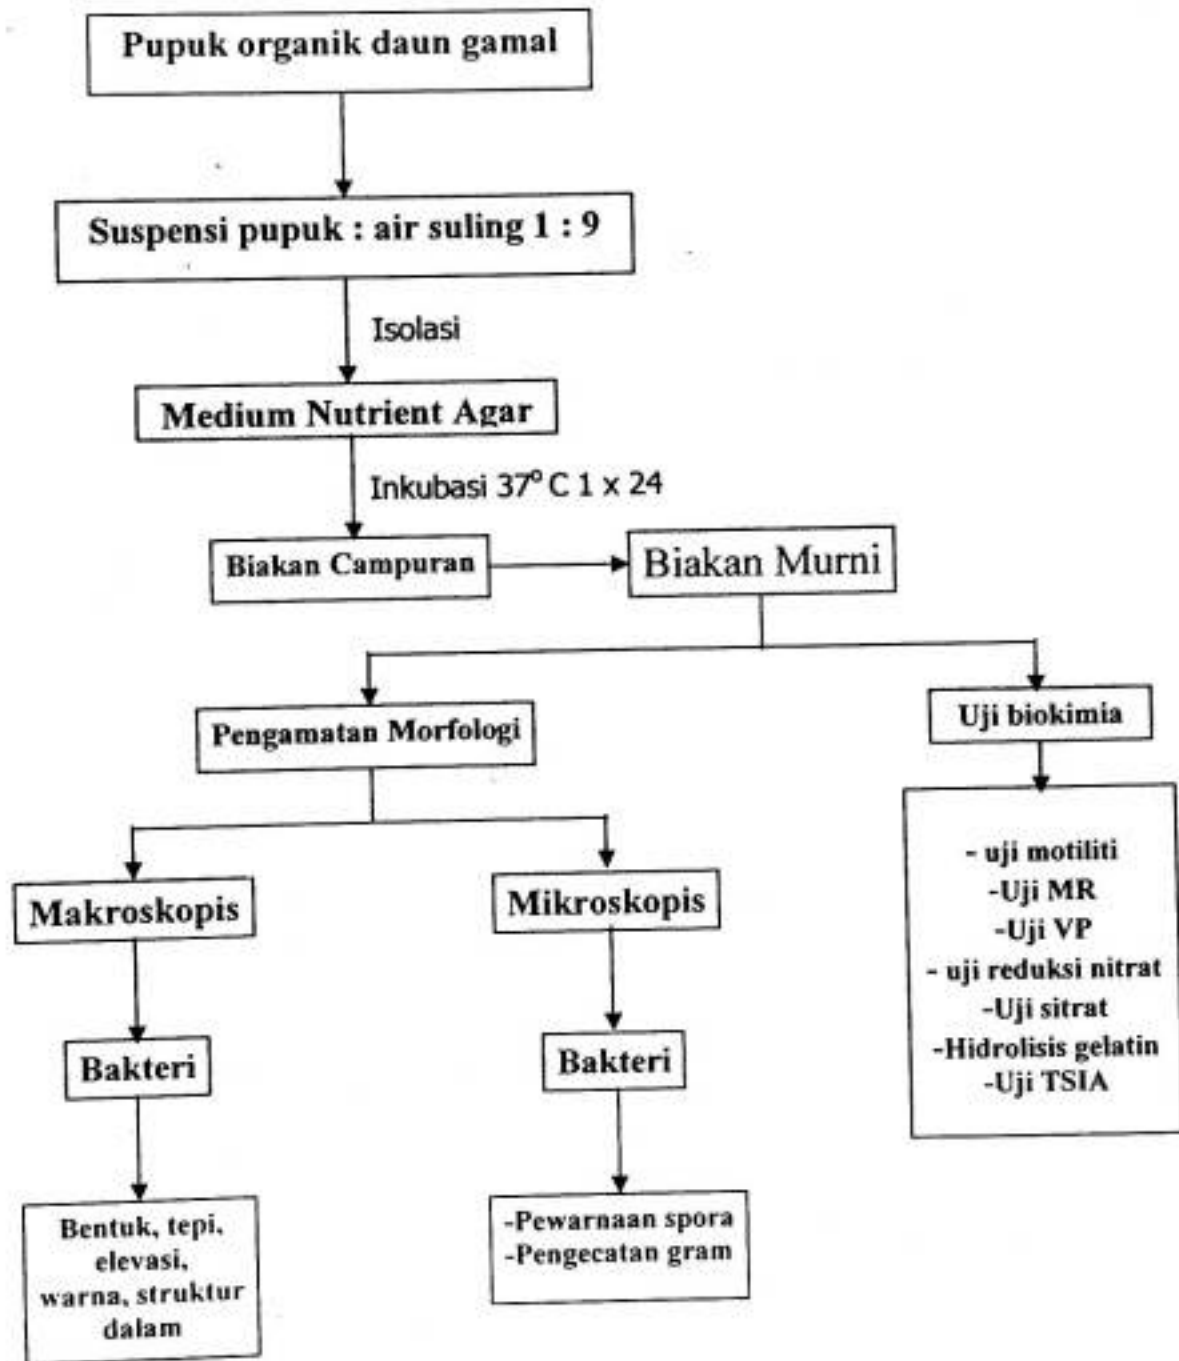 Pupuk organik daun gamal
Suspensi pupuk : air suling 1 : 9
Isolasi
Medium Nutrient Agar
Inkubasi 37° C 1 x 24
Biakan Campuran
Biakan Murni
Pengamatan Morfologi
Uji biokimia
- uji motiliti
-Uji MR
-Uji VP
- uji reduksi nitrat
-Uji sitrat
-Hidrolisis gelatin
-Uji TSIA
Makroskopis
Mikroskopis
Bakteri
Bakteri
Bentuk, tepi,
elevasi,
warna, struktur
dalam
-Pewarnaan spora
-Pengecatan gram